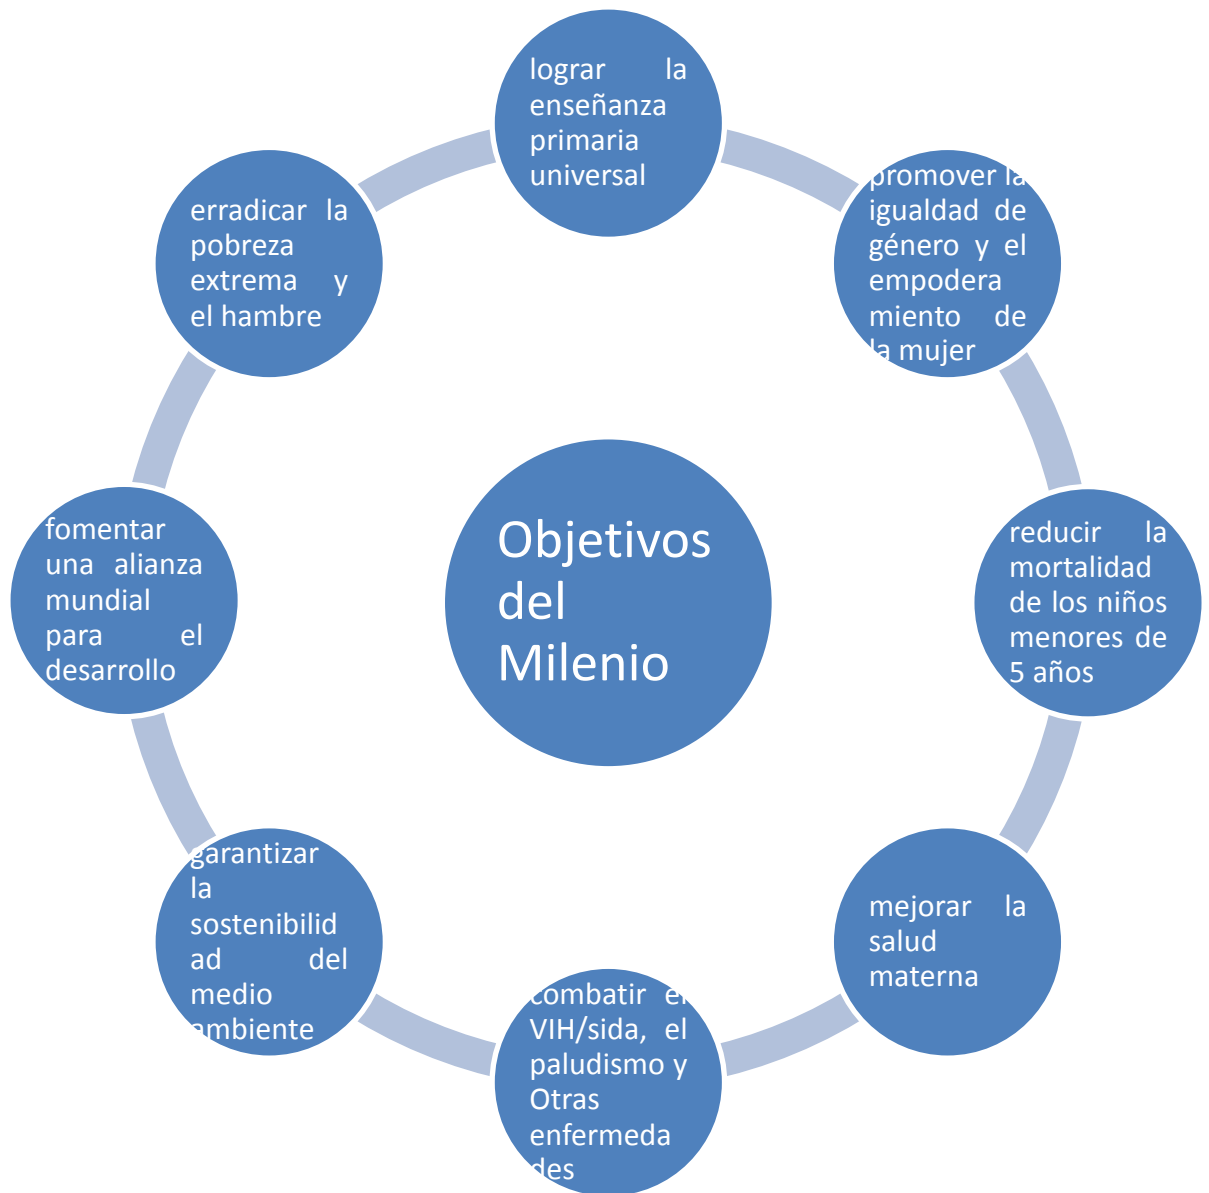 lograr la
enseñanza
primaria
universal
promover la
igualdad de
género y el
empodera
miento de
la mujer
reducir la
mortalidad
de los niños
menores de
5 años
mejorar la
salud
materna
combatir el
VIH/sida, el
paludismo y
Otras
enfermeda
des
garantizar
la
sostenibilid
ad del
medio
ambiente
fomentar
una alianza
mundial
para el
desarrollo
erradicar la
pobreza
extrema y
el hambre
Objetivos
del
Milenio